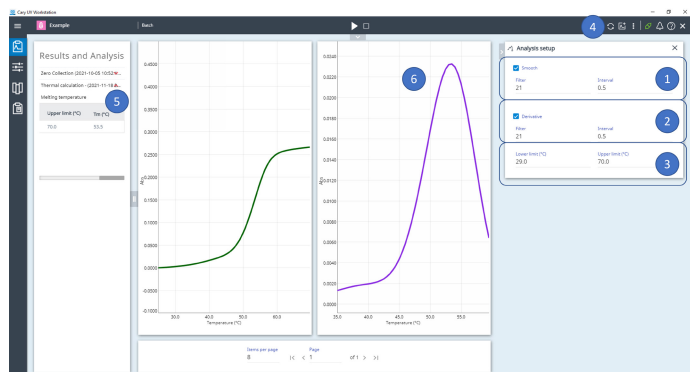 Cary UV Workstation
Example
Bench
4
Results and Analysis
Zero Collection (2021-10-05 10:52
Thermal calculation - (2021-11-18
Melting temperature
5
Upper limit (°C) Tm (°C)
70.0 53.5
0.4500
0.3500
0.3000
0.2500
0.2000
Abs
0.1500
0.1000
0.0500
0.0000
-0.0500
-0.1000
30.0 40.0 50.0 60.0
Temperature (°C)
0.0240
0.0220
6
0.0180
0.0160
0.0140
0.0120
0.0100
0.0080
0.0060
0.0040
0.0020
0.0000
35.0 40.0 45.0 50.0 55.0
Temperature (°C)
Analysis setup
Smooth
1
Filter Interval
21 0.5
Derivative
2
Filter Interval
21 0.5
3
Lower limit (°C) Upper limit (°C)
29.0 70.0
Items per page Page
8 1 of 1